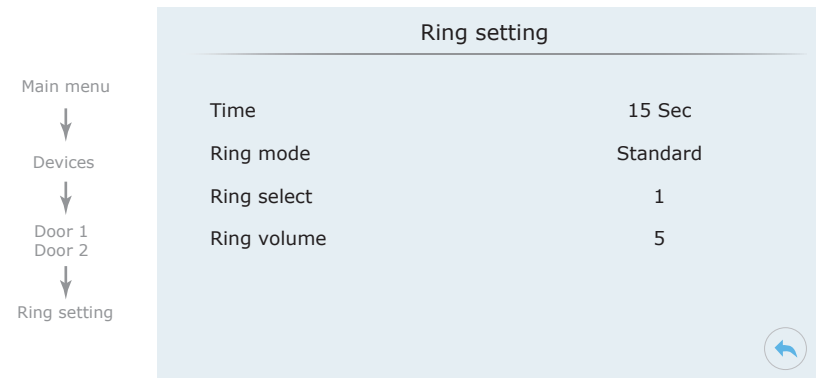 Ring setting
Main menu
Devices
Door 1
Door 2
Ring setting
Time 15 Sec
Ring mode Standard
Ring select 1
Ring volume 5